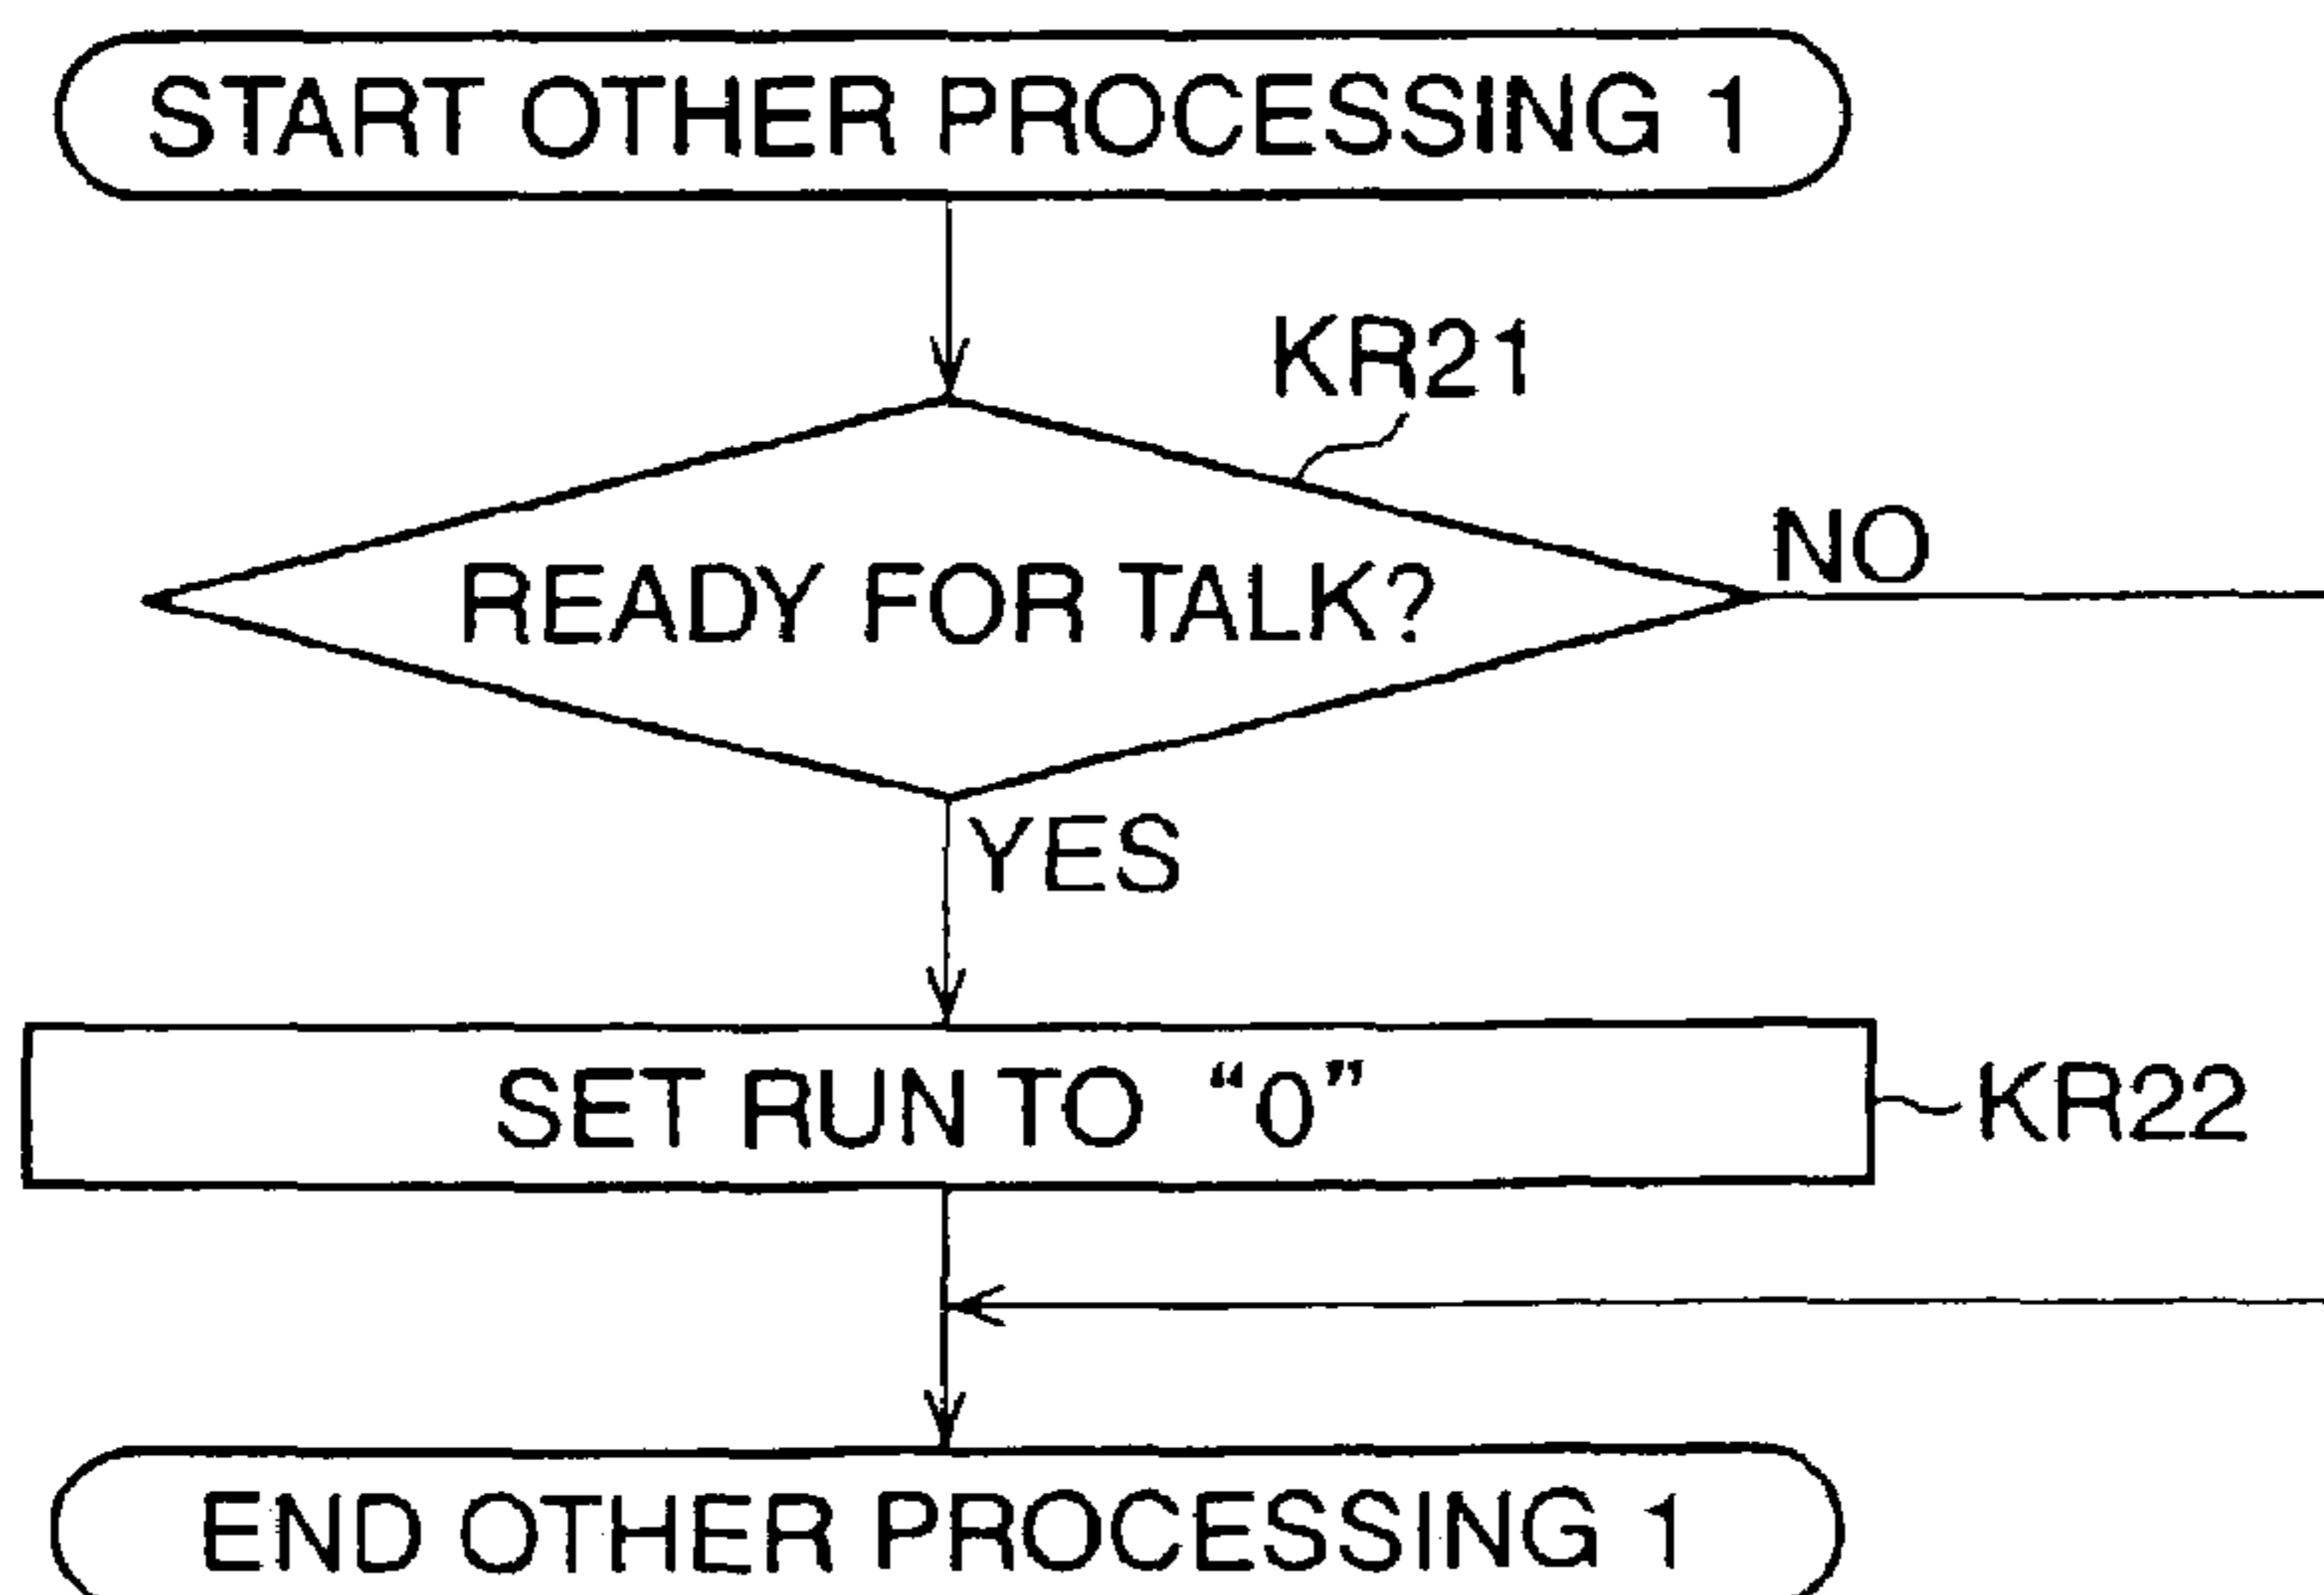 START OTHER PROCESSING 1
KR21
READY FOR TALK?
NO
YES
SET RUN TO “0”
KR22
END OTHER PROCESSING 1